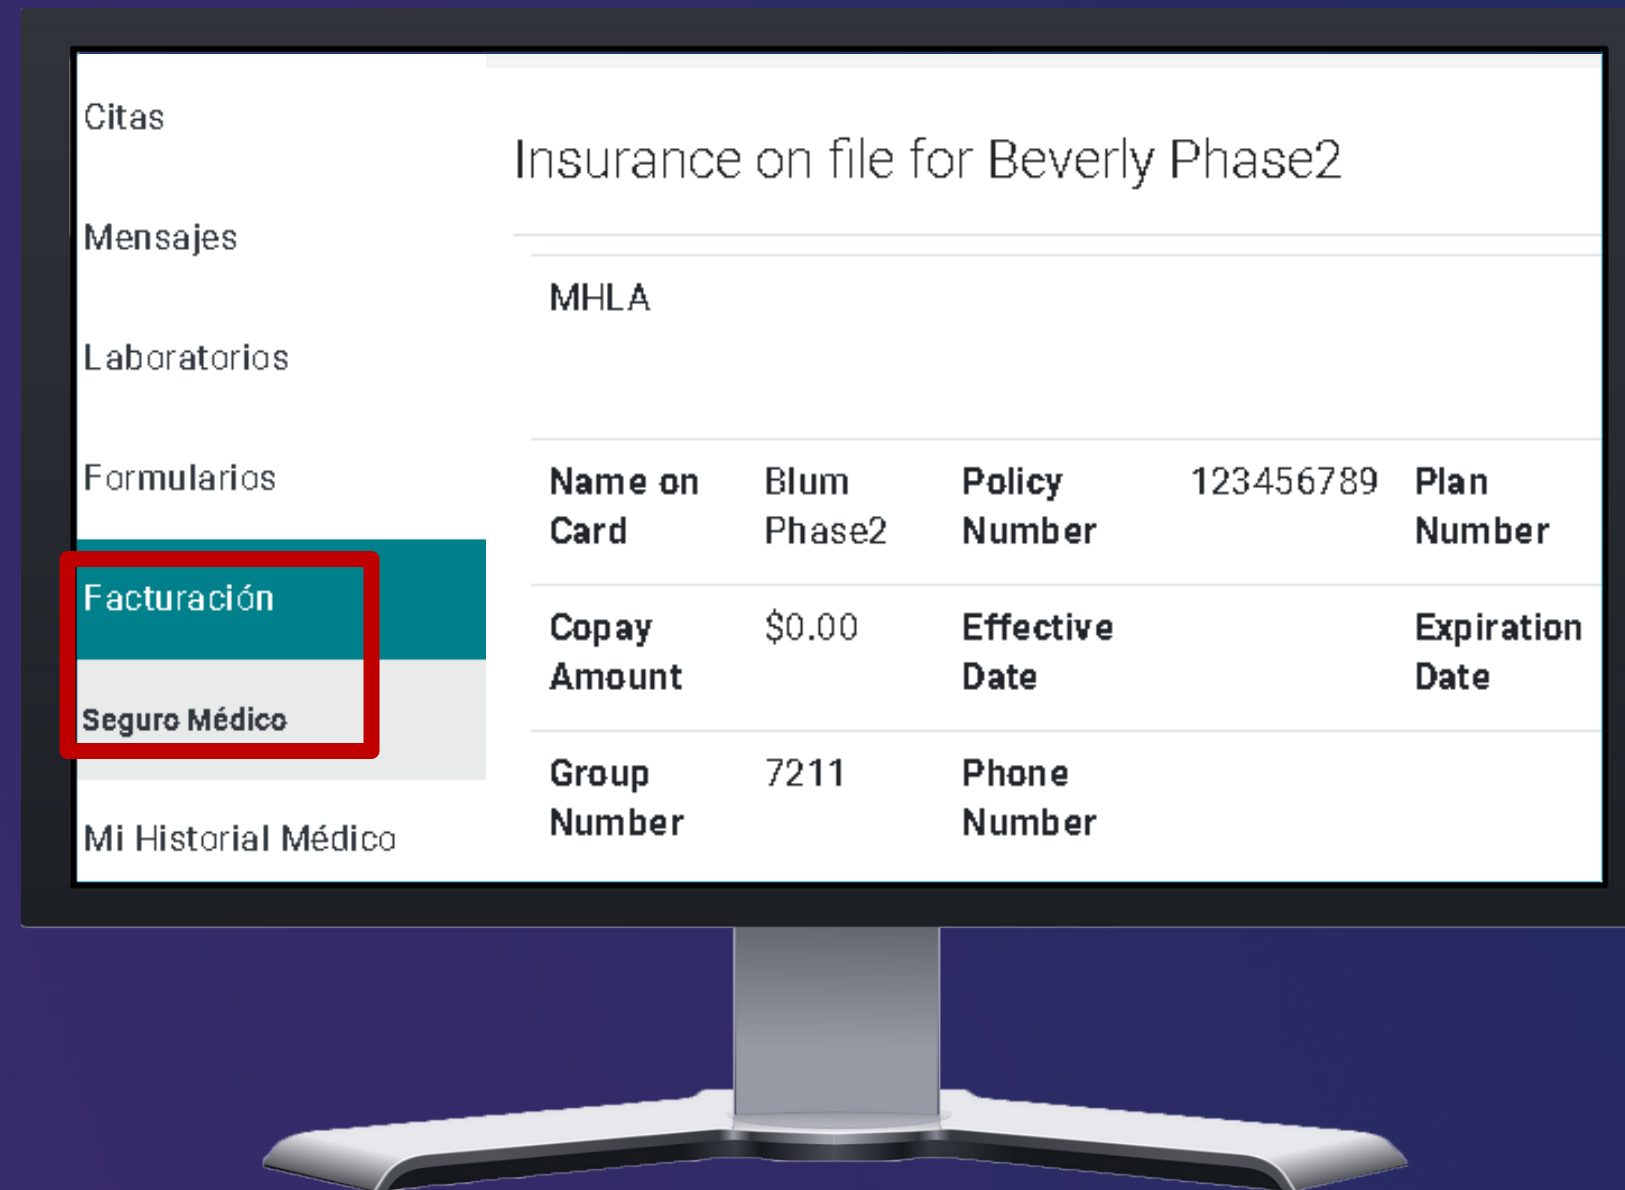 Citas
Mensajes
Laboratorios
Formularios
Facturación
Seguro Médico
Mi Historial Médico
Insurance on file for Beverly Phase2
MHLA
Name on Card Blum Phase2 Policy Number 123456789 Plan Number
Copay Amount $0.00 Effective Date Expiration Date
Group Number 7211 Phone Number